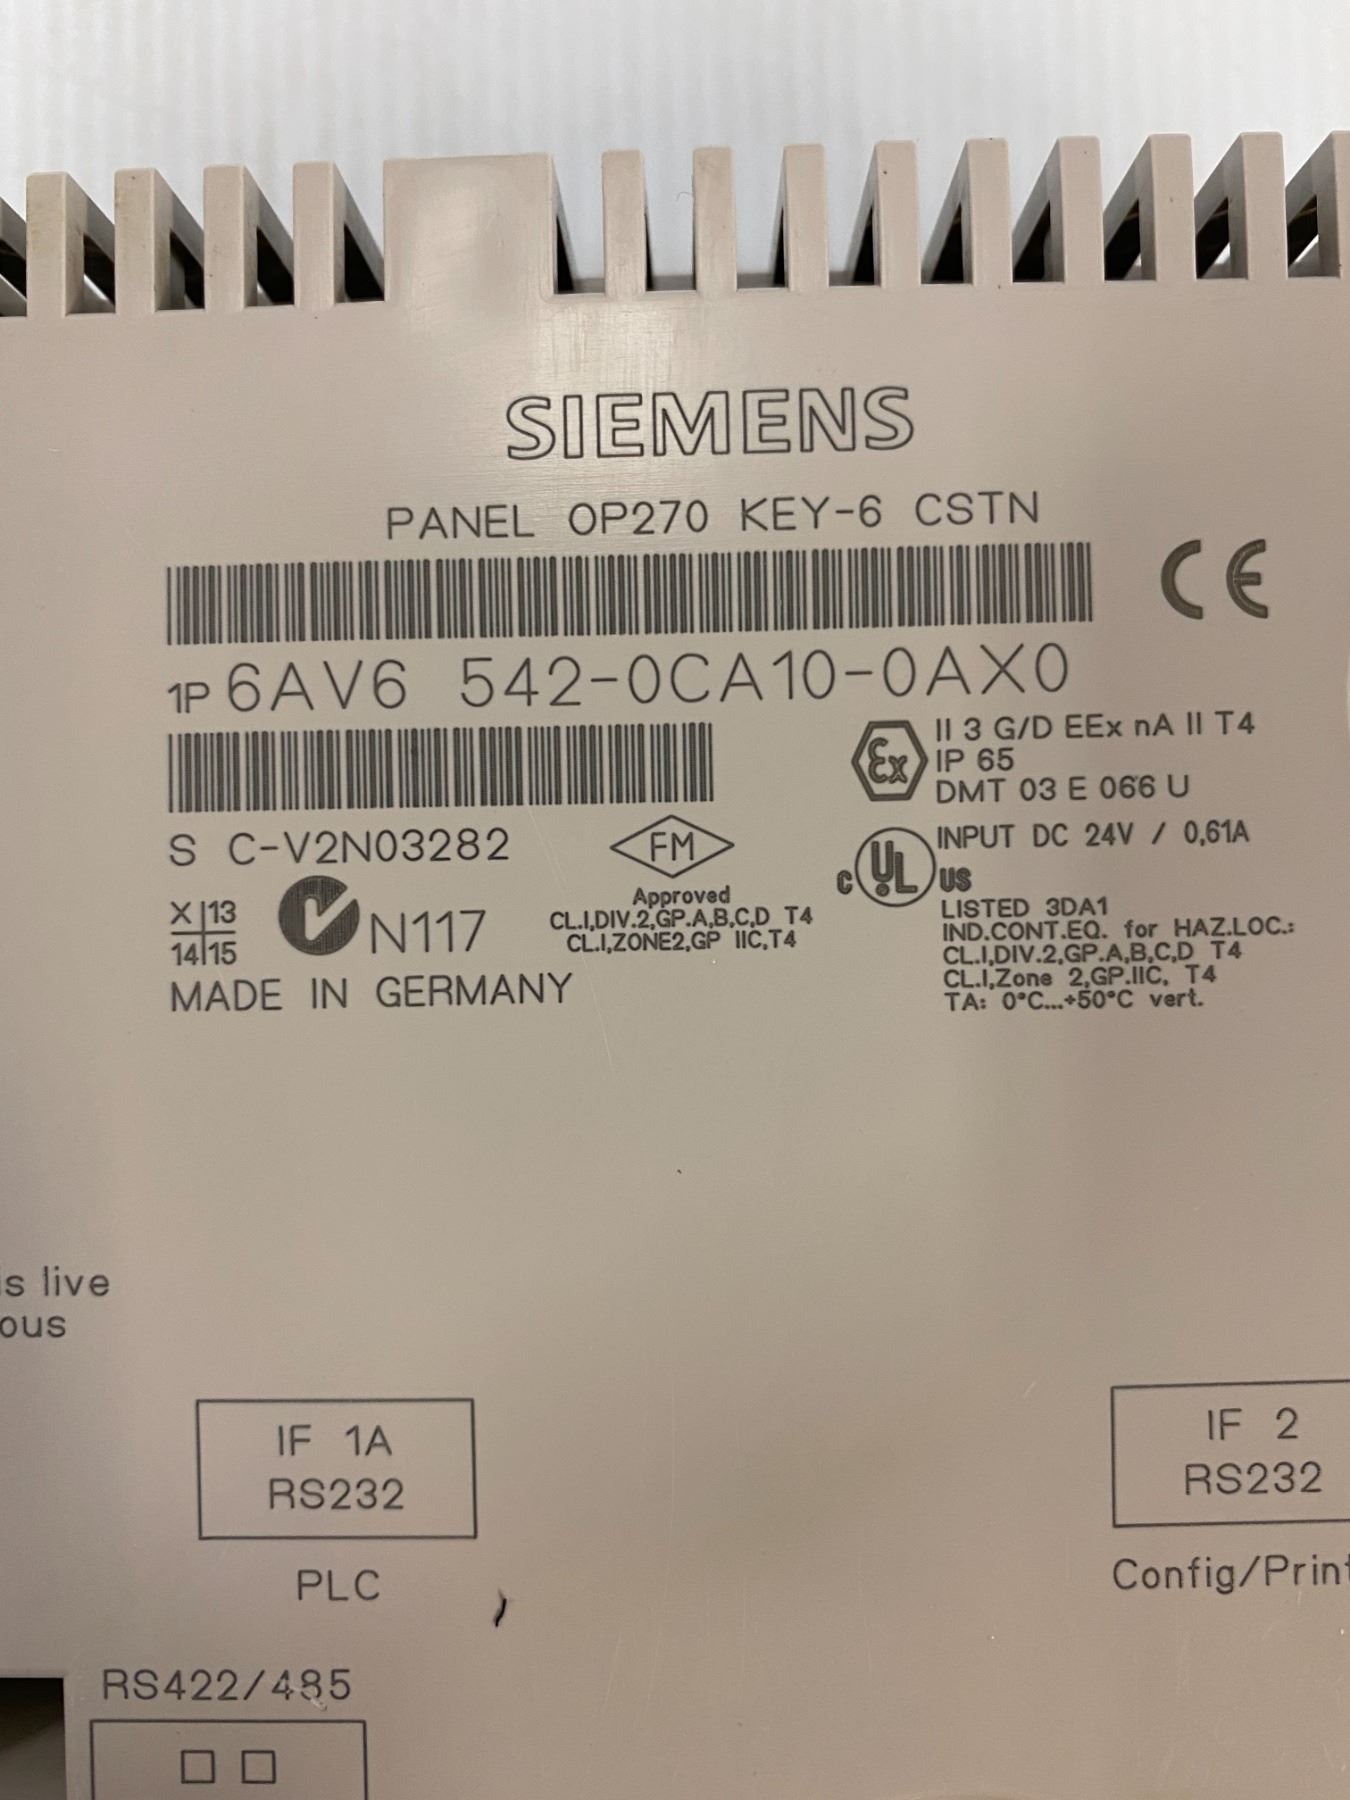 SIEMENS
PANEL OP270 KEY-6 CSTN
CE
1P 6AV6 542-0CA10-0AX0
Ex II 3 G/D EEx nA II T4
IP 65
DMT 03 E 066 U
S C-V2N03282
FM
Approved
CL.I,DIV.2,GP.A,B,C,D T4
CL.I,ZONE2,GP IIC,T4
C UL US
INPUT DC 24V / 0,61A
LISTED 3DA1
IND.CONT.EQ. for HAZ.LOC.:
CL.I,DIV.2,GP.A,B,C,D T4
CL.I,Zone 2,GP.IIC, T4
TA: 0°C...+50°C vert.
X 13
14 15
N117
MADE IN GERMANY
is live
ous
IF 1A
RS232
PLC
IF 2
RS232
Config/Print
RS422/485